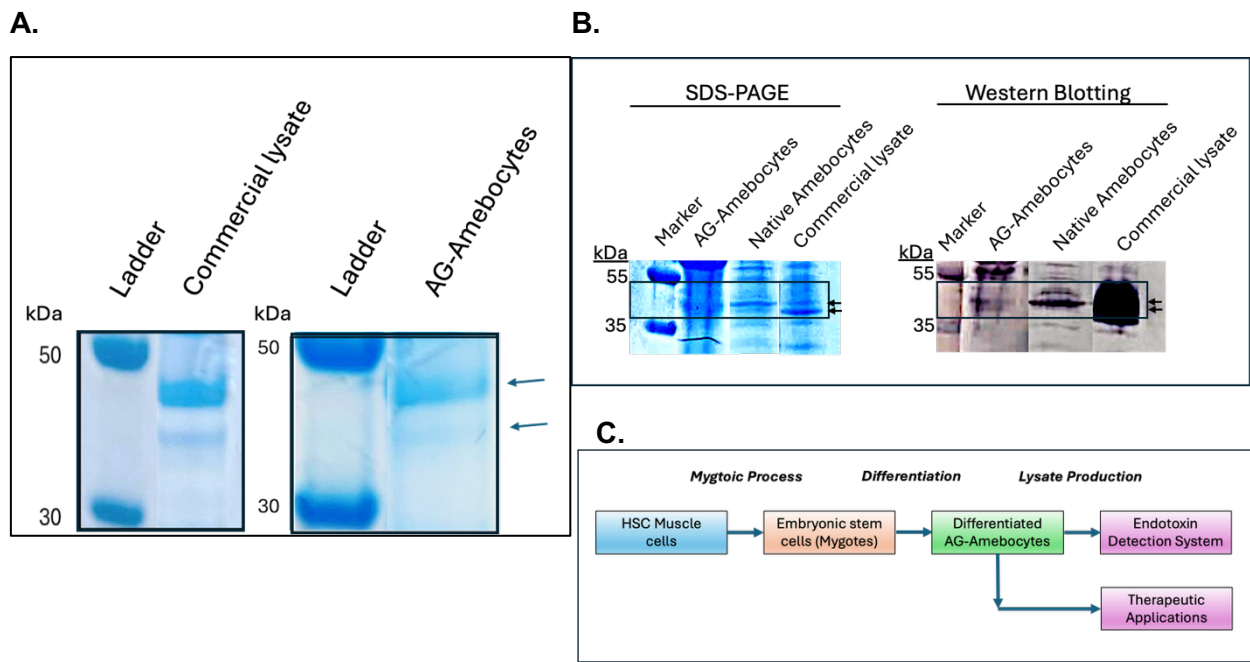 A.
Ladder
Commercial lysate
Ladder
AG-Amebocytes
kDa
50
30
kDa
50
30
B.
SDS-PAGE
Western Blotting
Marker
AG-Amebocytes
Native Amebocytes
Commercial lysate
Marker
AG-Amebocytes
Native Amebocytes
Commercial lysate
kDa
55
35
kDa
55
35
C.
Mygtoic Process
Differentiation
Lysate Production
HSC Muscle
cells
Embryonic stem
cells (Mygotes)
Differentiated
AG-Amebocytes
Endotoxin
Detection System
Therapeutic
Applications